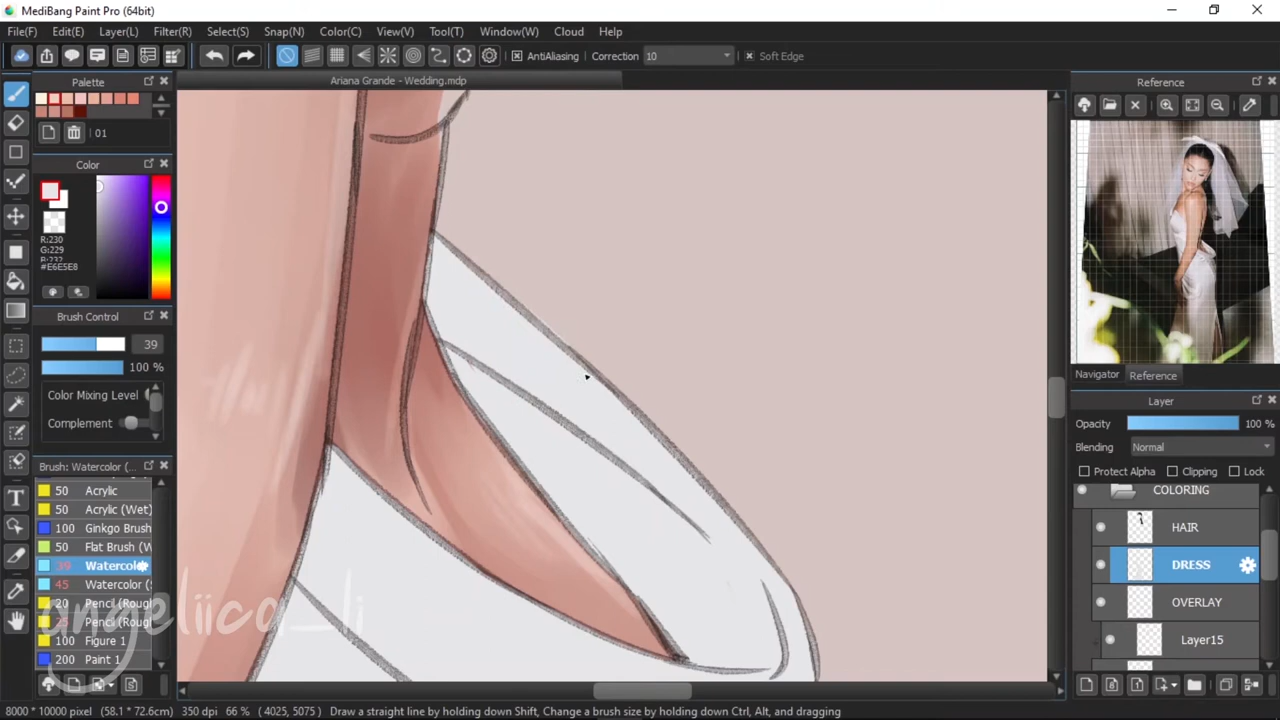 MediBang Paint Pro (64bit)
File(F) Edit(E) Layer(L) Filter(R) Select(S) Snap(N) Color(C) View(V) Tool(T) Window(W) Cloud Help
AntiAliasing Correction 10 Soft Edge
Palette
Ariana Grande - Wedding.mdp
Reference
01
Color
R:230
G:229
B:232
#E6E5E8
Brush Control
39
100 %
Color Mixing Level
Complement
Navigator Reference
Layer
Opacity 100 %
Blending Normal
Protect Alpha Clipping Lock
Brush: Watercolor (...
50 Acrylic
50 Acrylic (Wet)
100 Ginkgo Brush
50 Flat Brush (W
39 Watercolo
45 Watercolor (S
20 Pencil (Rough
25 Pencil (Rough
100 Figure 1
200 Paint 1
COLORING
HAIR
DRESS
OVERLAY
Layer15
angeliica_li
8000 * 10000 pixel (58.1 * 72.6cm) 350 dpi 66 % ( 4025, 5075 ) Draw a straight line by holding down Shift, Change a brush size by holding down Ctrl, Alt, and dragging